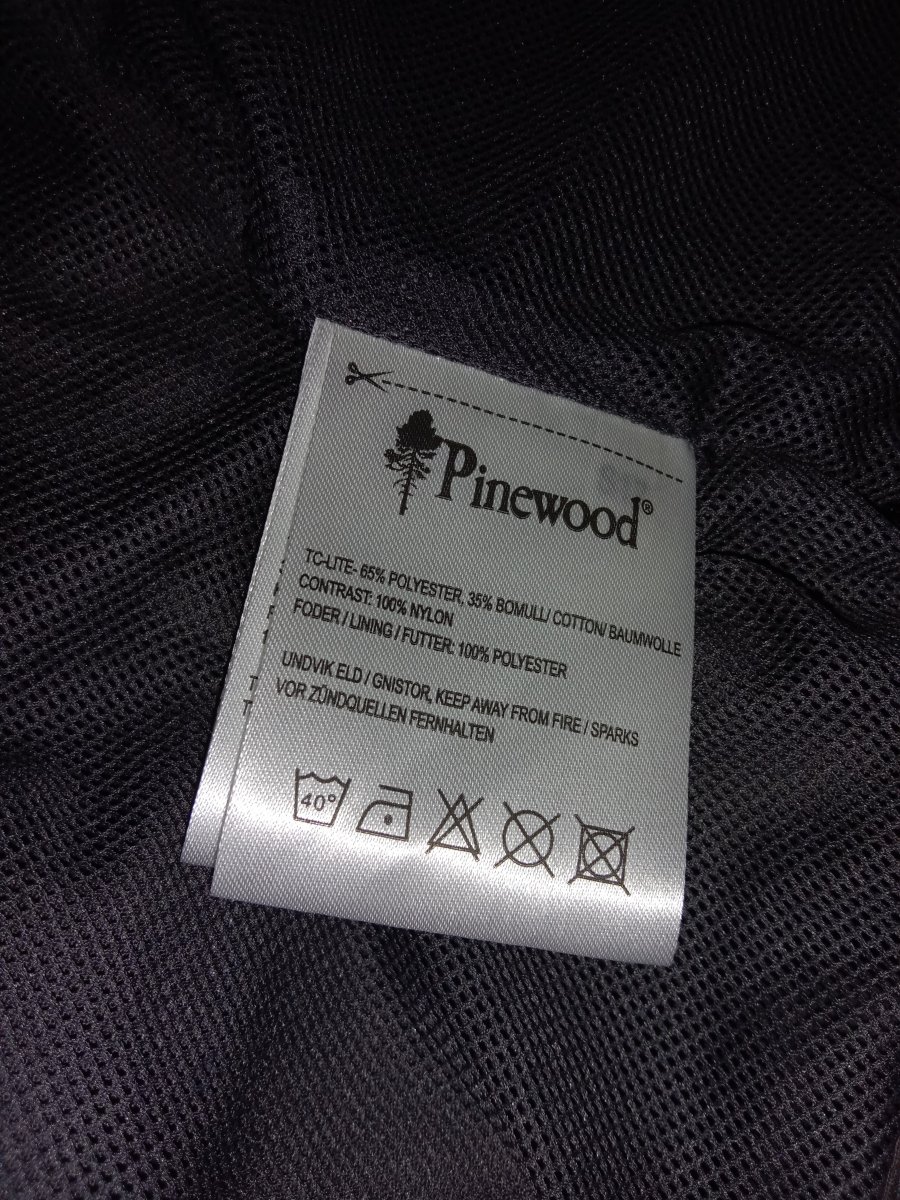 Pinewood®
TC-LITE- 65% POLYESTER, 35% BOMULL/ COTTON/ BAUMWOLLE
CONTRAST: 100% NYLON
FODER / LINING / FUTTER: 100% POLYESTER
UNDVIK ELD / GNISTOR, KEEP AWAY FROM FIRE / SPARKS
VOR ZÜNDQUELLEN FERNHALTEN
40°